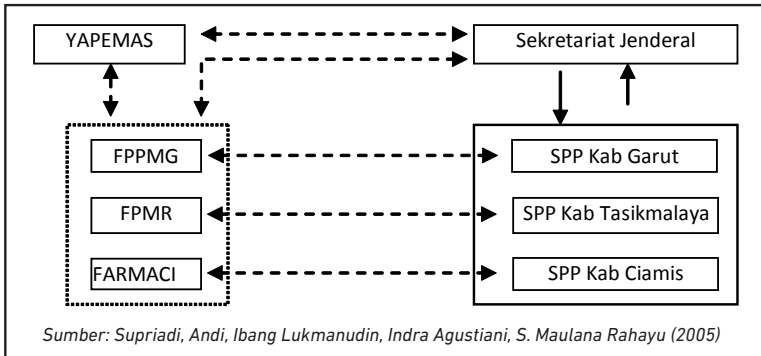 YAPEMAS
Sekretariat Jenderal
FPPMG
SPP Kab Garut
FPMR
SPP Kab Tasikmalaya
FARMACI
SPP Kab Ciamis
Sumber: Supriadi, Andi, Ibang Lukmanudin, Indra Agustiani, S. Maulana Rahayu (2005)